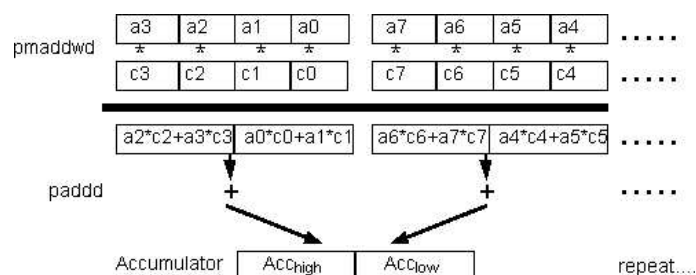 a3 a2 a1 a0 a7 a6 a5 a4 .....
pmaddwd * * * * * * * *
c3 c2 c1 c0 c7 c6 c5 c4 .....
a2*c2+a3*c3 a0*c0+a1*c1 a6*c6+a7*c7 a4*c4+a5*c5 .....
paddd + + .....
Accumulator Acchigh Acclow repeat....